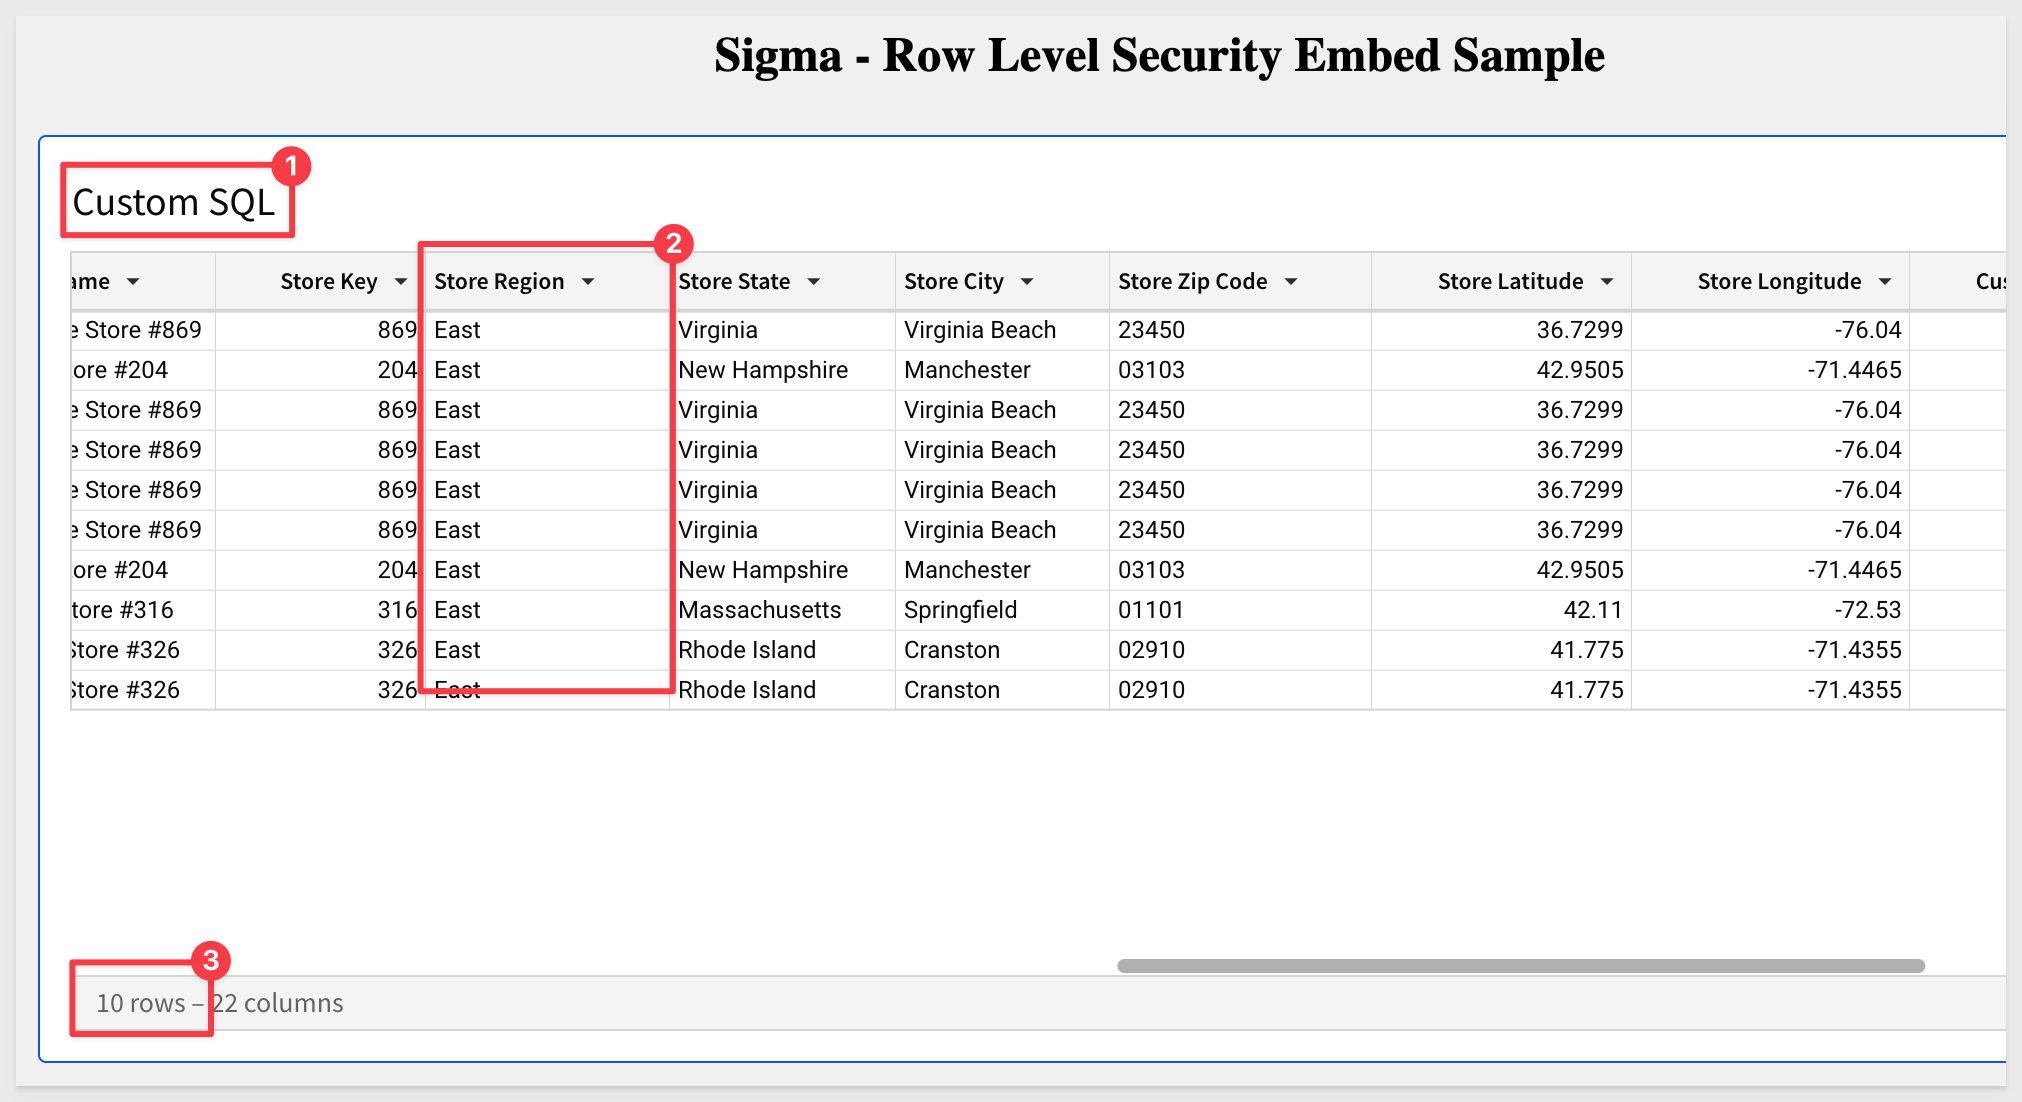 Sigma - Row Level Security Embed Sample
1
Custom SQL
2
ame Store Key Store Region Store State Store City Store Zip Code Store Latitude Store Longitude Cus
e Store #869 869 East Virginia Virginia Beach 23450 36.7299 -76.04
ore #204 204 East New Hampshire Manchester 03103 42.9505 -71.4465
e Store #869 869 East Virginia Virginia Beach 23450 36.7299 -76.04
e Store #869 869 East Virginia Virginia Beach 23450 36.7299 -76.04
e Store #869 869 East Virginia Virginia Beach 23450 36.7299 -76.04
e Store #869 869 East Virginia Virginia Beach 23450 36.7299 -76.04
ore #204 204 East New Hampshire Manchester 03103 42.9505 -71.4465
tore #316 316 East Massachusetts Springfield 01101 42.11 -72.53
Store #326 326 East Rhode Island Cranston 02910 41.775 -71.4355
Store #326 326 East Rhode Island Cranston 02910 41.775 -71.4355
3
10 rows – 22 columns